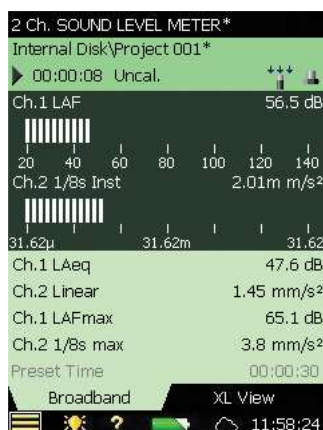 2 Ch. SOUND LEVEL METER*
Internal Disk\Project 001*
00:00:08 Uncal.
Ch.1 LAF 56.5 dB
20 40 60 80 100 120 140
Ch.2 1/8s Inst 2.01m m/s²
31.62µ 31.62m 31.62
Ch.1 LAeq 47.6 dB
Ch.2 Linear 1.45 mm/s²
Ch.1 LAFmax 65.1 dB
Ch.2 1/8s max 3.8 mm/s²
Preset Time 00:00:30
Broadband XL View
? 11:58:24